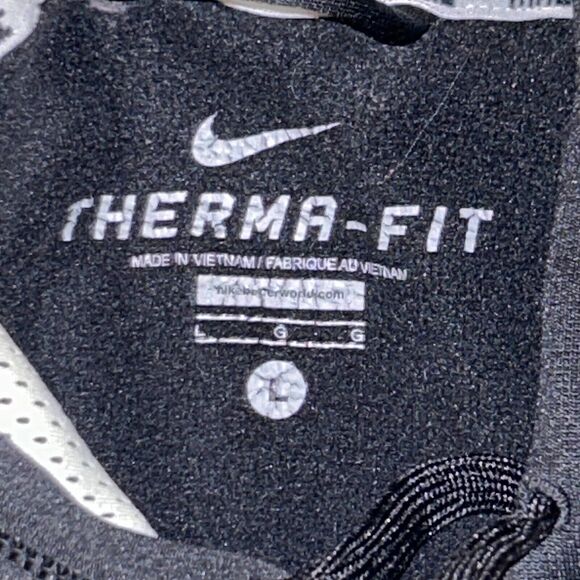 THERMA-FIT
MADE IN VIETNAM / FABRIQUE AU VIETNAM
L G G
L